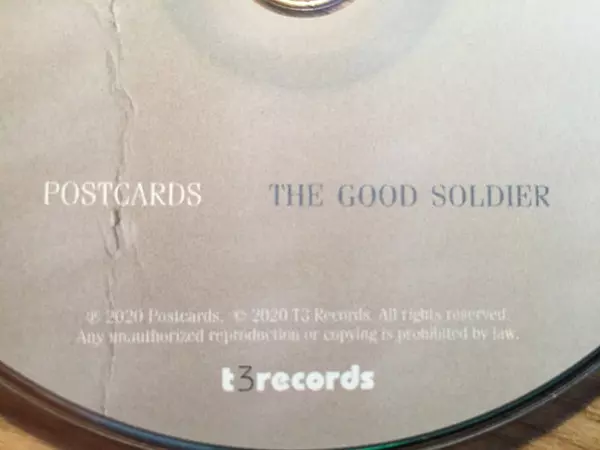 POSTCARDS THE GOOD SOLDIER
℗ 2020 Postcards. © 2020 T3 Records. All rights reserved.
Any unauthorized reproduction or copying is prohibited by law.
t3records